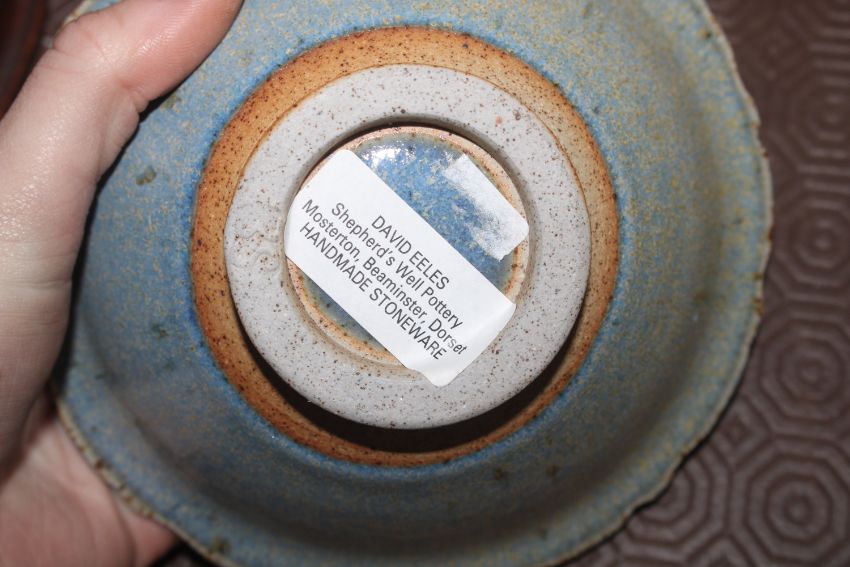 DAVID EELES
Shepherd's Well Pottery
Mosterton, Beaminster, Dorset
HANDMADE STONEWARE